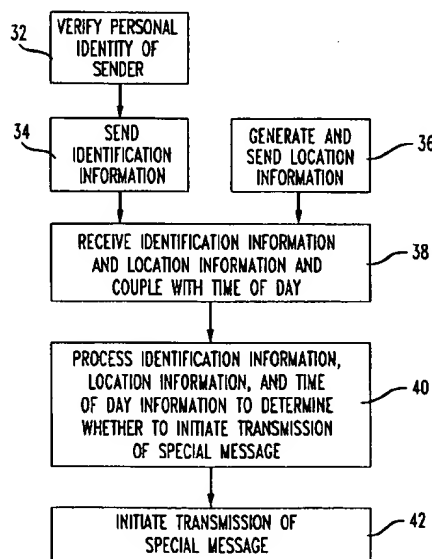 32
VERIFY PERSONAL
IDENTITY OF
SENDER
34
SEND
IDENTIFICATION
INFORMATION
GENERATE AND
SEND LOCATION
INFORMATION
36
RECEIVE IDENTIFICATION INFORMATION
AND LOCATION INFORMATION AND
COUPLE WITH TIME OF DAY
38
PROCESS IDENTIFICATION INFORMATION,
LOCATION INFORMATION, AND TIME
OF DAY INFORMATION TO DETERMINE
WHETHER TO INITIATE TRANSMISSION
OF SPECIAL MESSAGE
40
INITIATE TRANSMISSION OF
SPECIAL MESSAGE
42